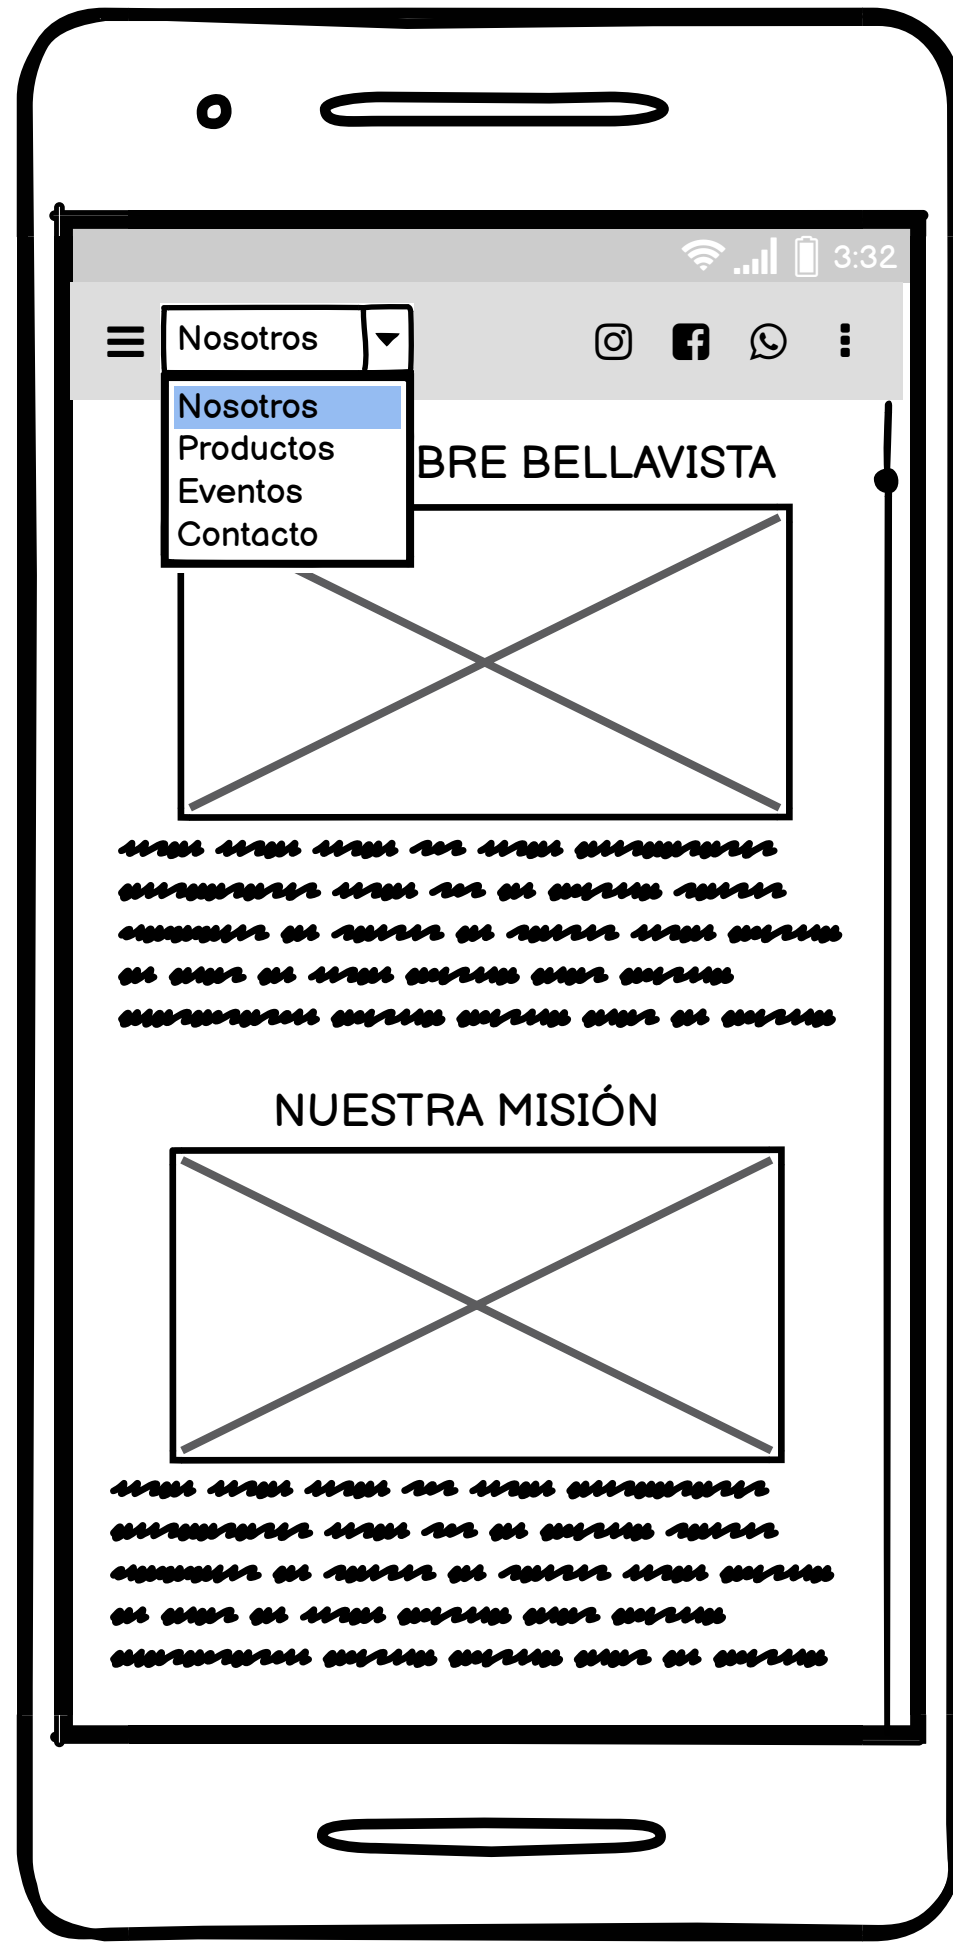 3:32
Nosotros
Nosotros
Productos
Eventos
Contacto
BRE BELLAVISTA
NUESTRA MISIÓN